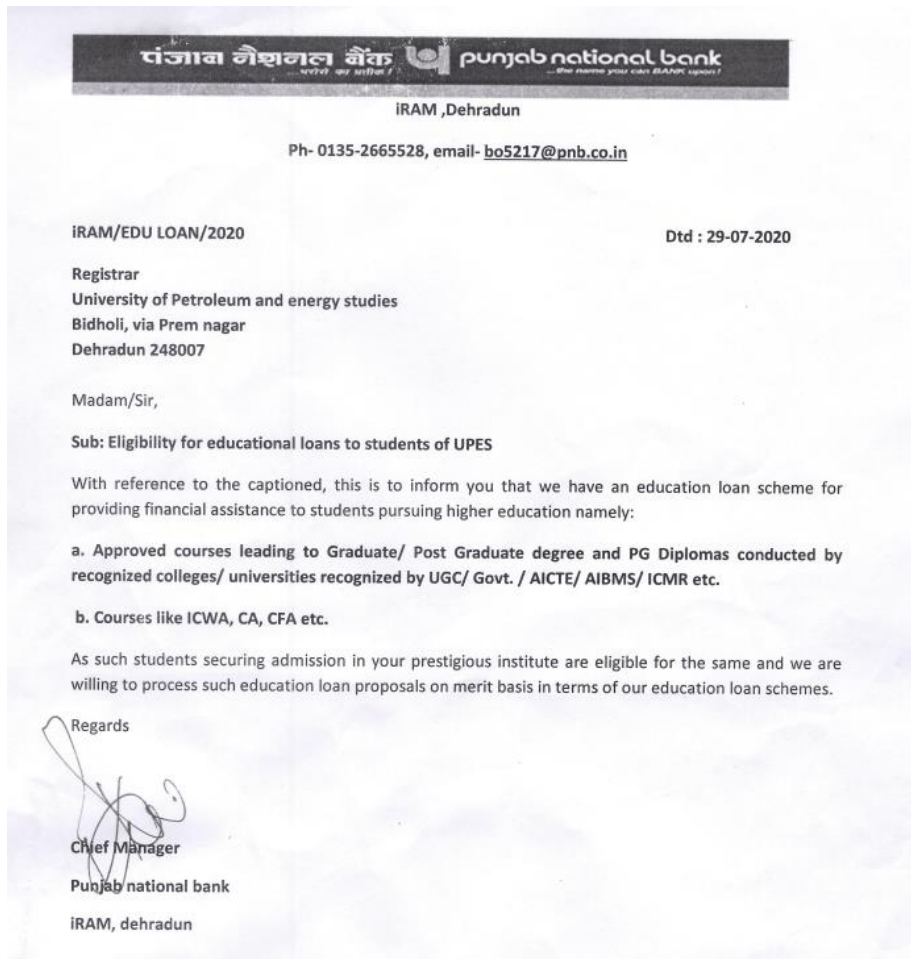 पंजाब नैशनल बैंक punjab national bank
...भरोसे का प्रतीक ! ...the name you can BANK upon !
iRAM ,Dehradun
Ph- 0135-2665528, email- bo5217@pnb.co.in
iRAM/EDU LOAN/2020 Dtd : 29-07-2020
Registrar
University of Petroleum and energy studies
Bidholi, via Prem nagar
Dehradun 248007
Madam/Sir,
Sub: Eligibility for educational loans to students of UPES
With reference to the captioned, this is to inform you that we have an education loan scheme for
providing financial assistance to students pursuing higher education namely:
a. Approved courses leading to Graduate/ Post Graduate degree and PG Diplomas conducted by
recognized colleges/ universities recognized by UGC/ Govt. / AICTE/ AIBMS/ ICMR etc.
b. Courses like ICWA, CA, CFA etc.
As such students securing admission in your prestigious institute are eligible for the same and we are
willing to process such education loan proposals on merit basis in terms of our education loan schemes.
Regards
Chief Manager
Punjab national bank
iRAM, dehradun